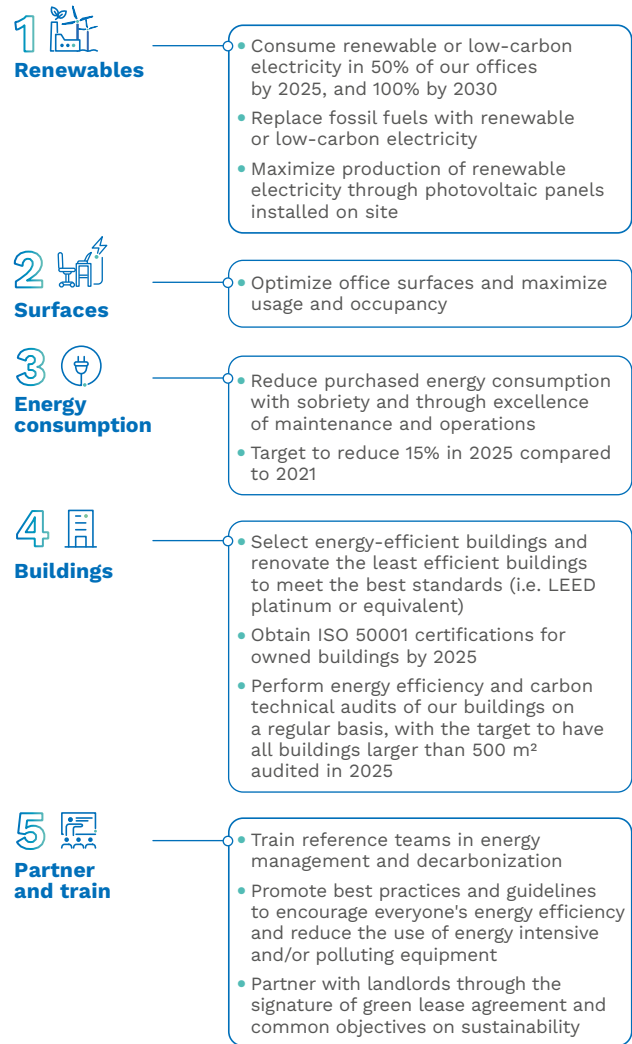 1
Renewables
Consume renewable or low-carbon
electricity in 50% of our offices
by 2025, and 100% by 2030
Replace fossil fuels with renewable
or low-carbon electricity
Maximize production of renewable
electricity through photovoltaic panels
installed on site
2
Surfaces
Optimize office surfaces and maximize
usage and occupancy
3
Energy
consumption
Reduce purchased energy consumption
with sobriety and through excellence
of maintenance and operations
Target to reduce 15% in 2025 compared
to 2021
4
Buildings
Select energy-efficient buildings and
renovate the least efficient buildings
to meet the best standards (i.e. LEED
platinum or equivalent)
Obtain ISO 50001 certifications for
owned buildings by 2025
Perform energy efficiency and carbon
technical audits of our buildings on
a regular basis, with the target to have
all buildings larger than 500 m²
audited in 2025
5
Partner
and train
Train reference teams in energy
management and decarbonization
Promote best practices and guidelines
to encourage everyone's energy efficiency
and reduce the use of energy intensive
and/or polluting equipment
Partner with landlords through the
signature of green lease agreement and
common objectives on sustainability